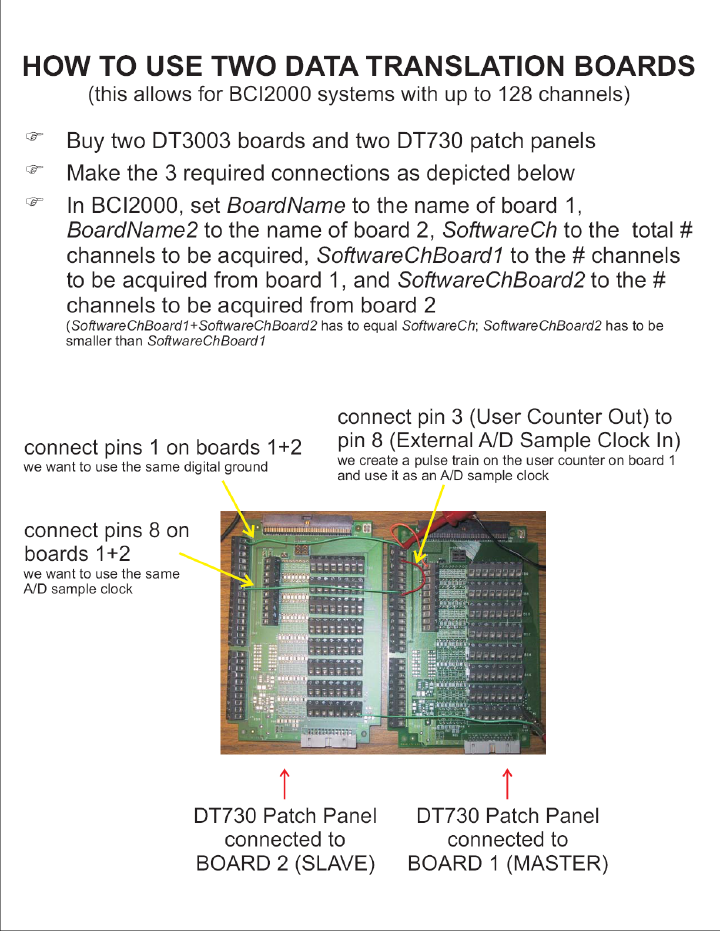 HOW TO USE TWO DATA TRANSLATION BOARDS
(this allows for BCI2000 systems with up to 128 channels)
Buy two DT3003 boards and two DT730 patch panels
Make the 3 required connections as depicted below
In BCI2000, set BoardName to the name of board 1,
BoardName2 to the name of board 2, SoftwareCh to the total #
channels to be acquired, SoftwareChBoard1 to the # channels
to be acquired from board 1, and SoftwareChBoard2 to the #
channels to be acquired from board 2
(SoftwareChBoard1+SoftwareChBoard2 has to equal SoftwareCh; SoftwareChBoard2 has to be
smaller than SoftwareChBoard1
connect pin 3 (User Counter Out) to
pin 8 (External A/D Sample Clock In)
we create a pulse train on the user counter on board 1
and use it as an A/D sample clock
connect pins 1 on boards 1+2
we want to use the same digital ground
connect pins 8 on
boards 1+2
we want to use the same
A/D sample clock
DT730 Patch Panel
connected to
BOARD 2 (SLAVE)
DT730 Patch Panel
connected to
BOARD 1 (MASTER)